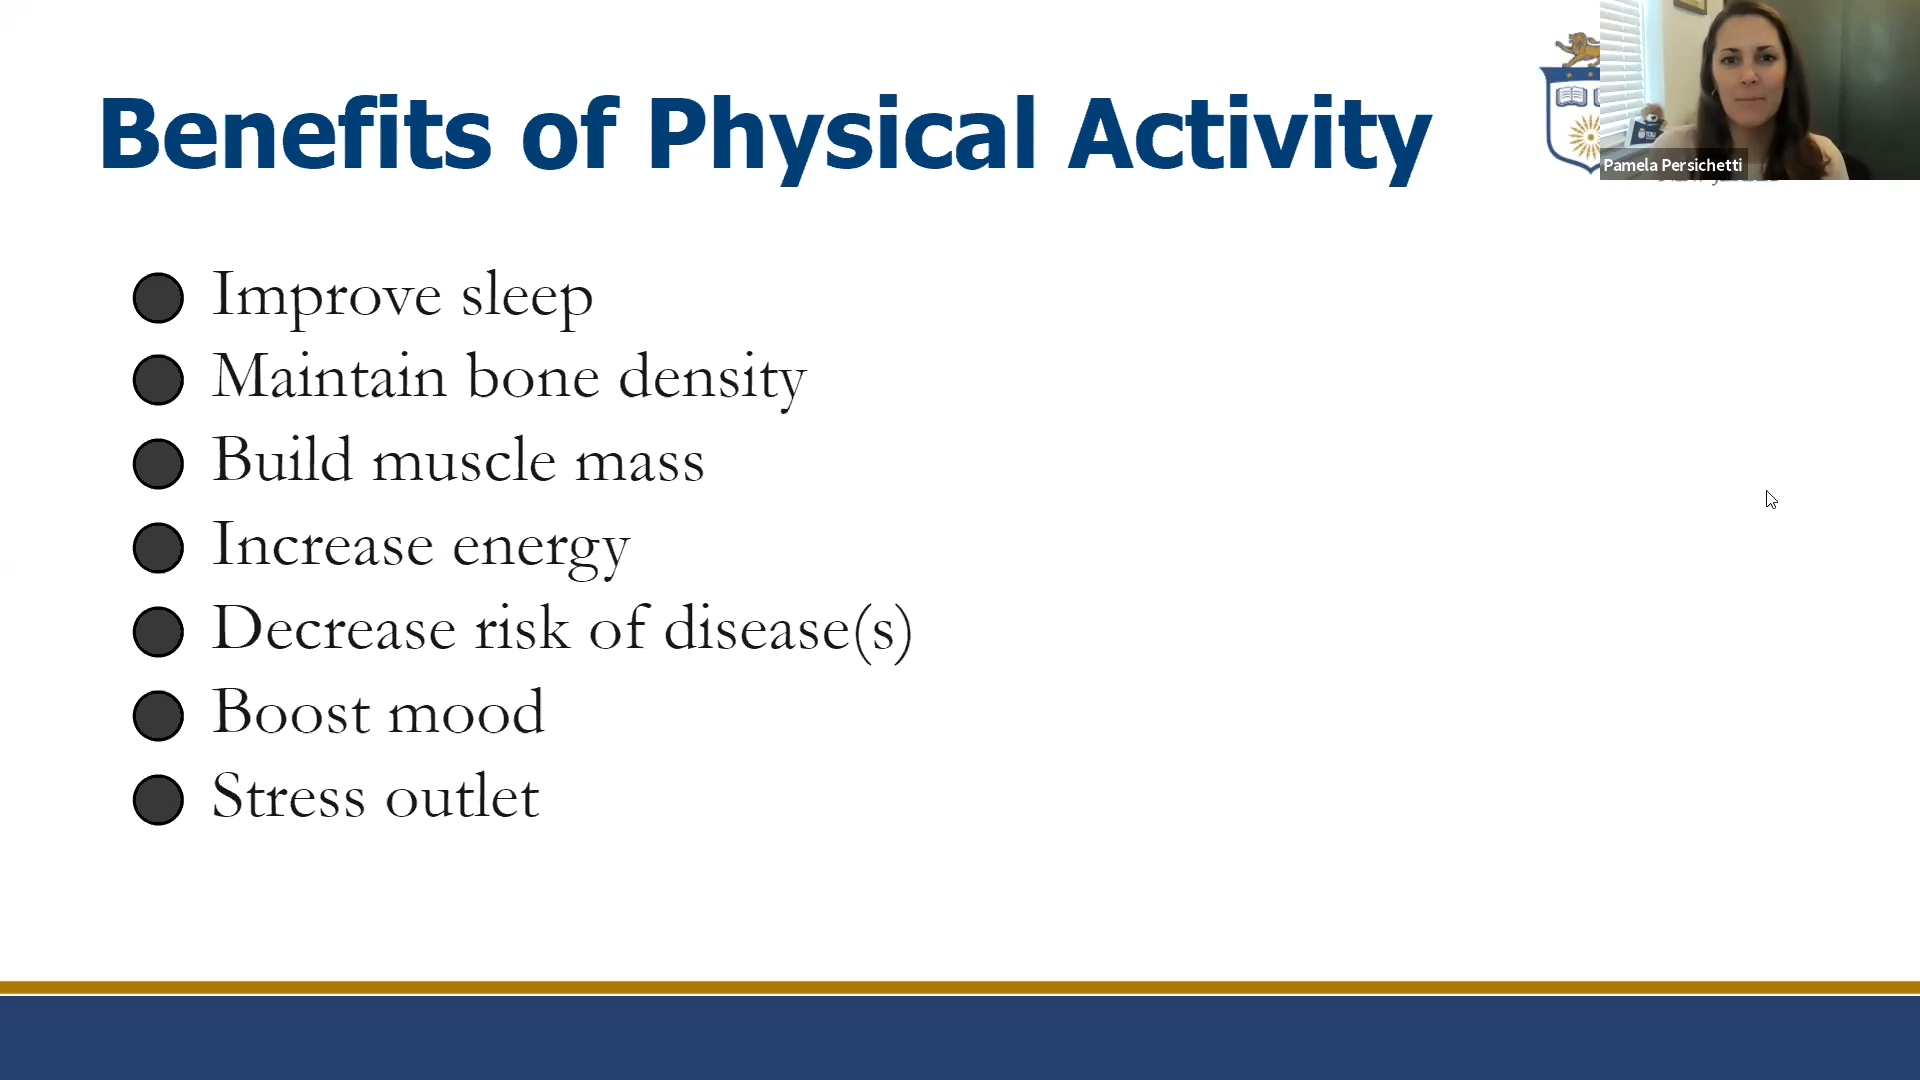 Benefits of Physical Activity
Pamela Persichetti
Improve sleep
Maintain bone density
Build muscle mass
Increase energy
Decrease risk of disease(s)
Boost mood
Stress outlet